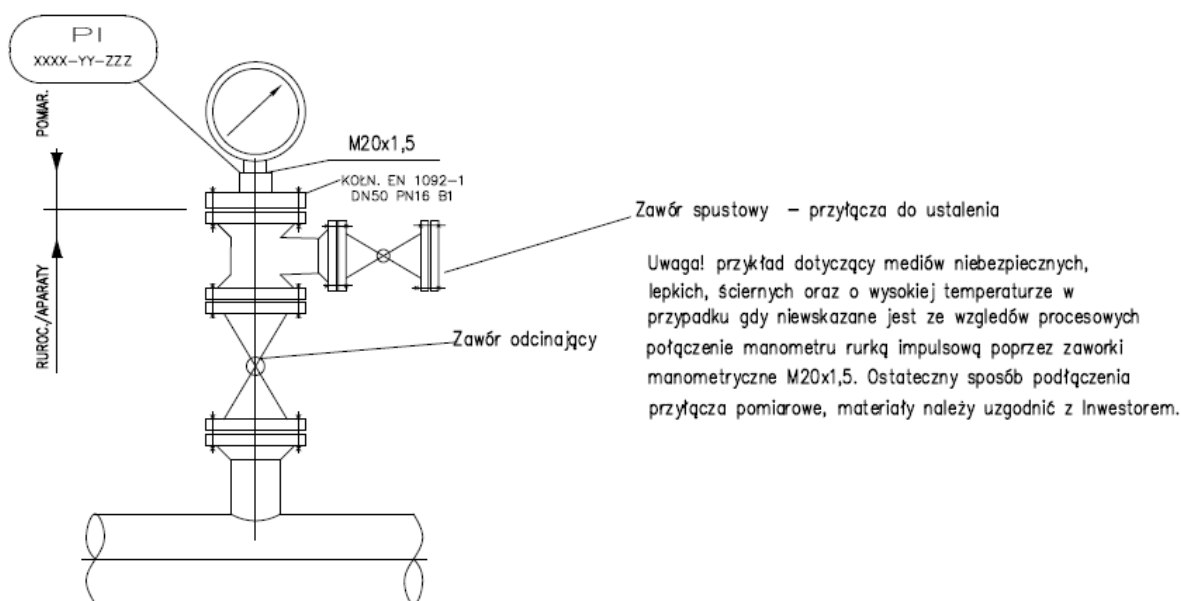 PI
XXXX-YY-ZZZ
POMIAR.
RUROC./APARATY
M20x1,5
KOŁN. EN 1092-1
DN50 PN16 B1
Zawór odcinający
Zawór spustowy - przyłącza do ustalenia
Uwaga! przykład dotyczący mediów niebezpiecznych,
lepkich, ściernych oraz o wysokiej temperaturze w
przypadku gdy niewskazane jest ze wzgledów procesowych
połączenie manometru rurką impulsową poprzez zaworki
manometryczne M20x1,5. Ostateczny sposób podłączenia
przyłącza pomiarowe, materiały należy uzgodnić z Inwestorem.